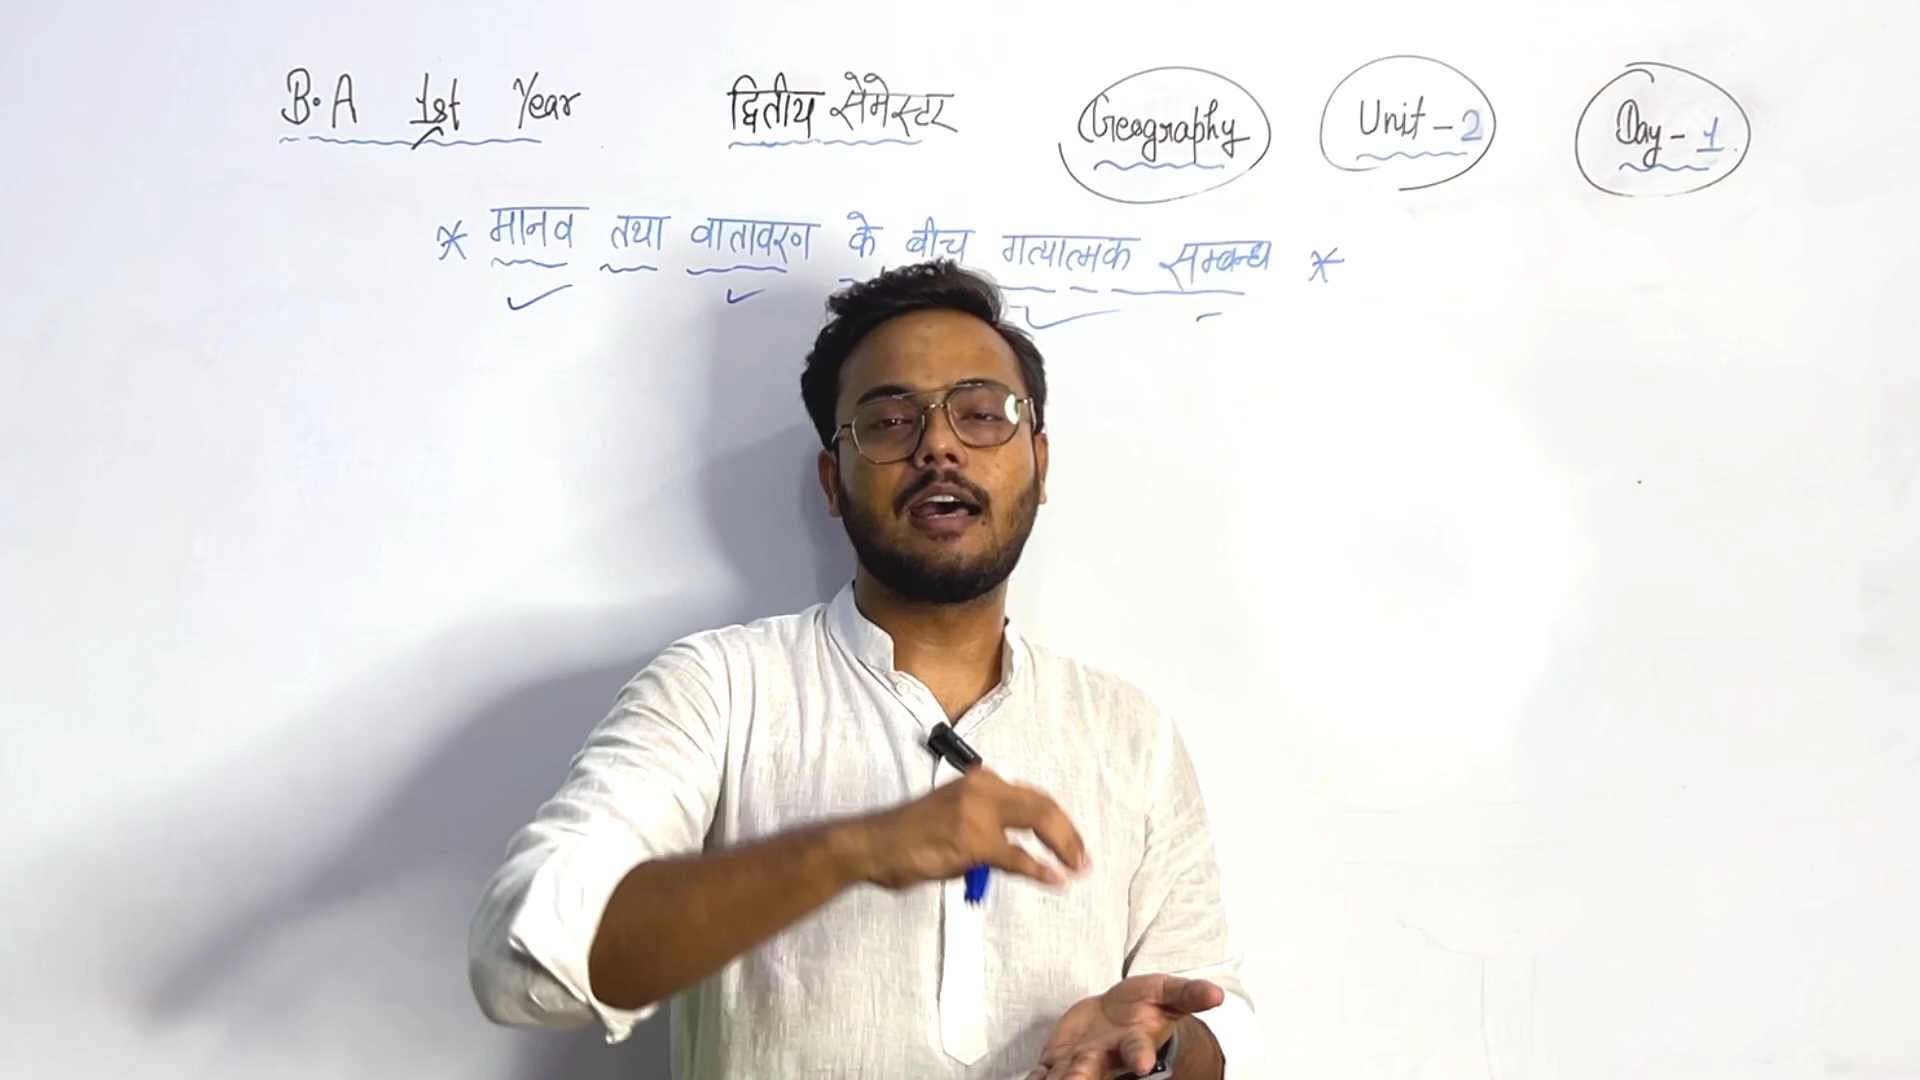 B.A 1st Year द्वितीय सेमेस्टर Geography Unit - 2 Day - 1
* मानव तथा वातावरण के बीच गत्यात्मक सम्बन्ध *